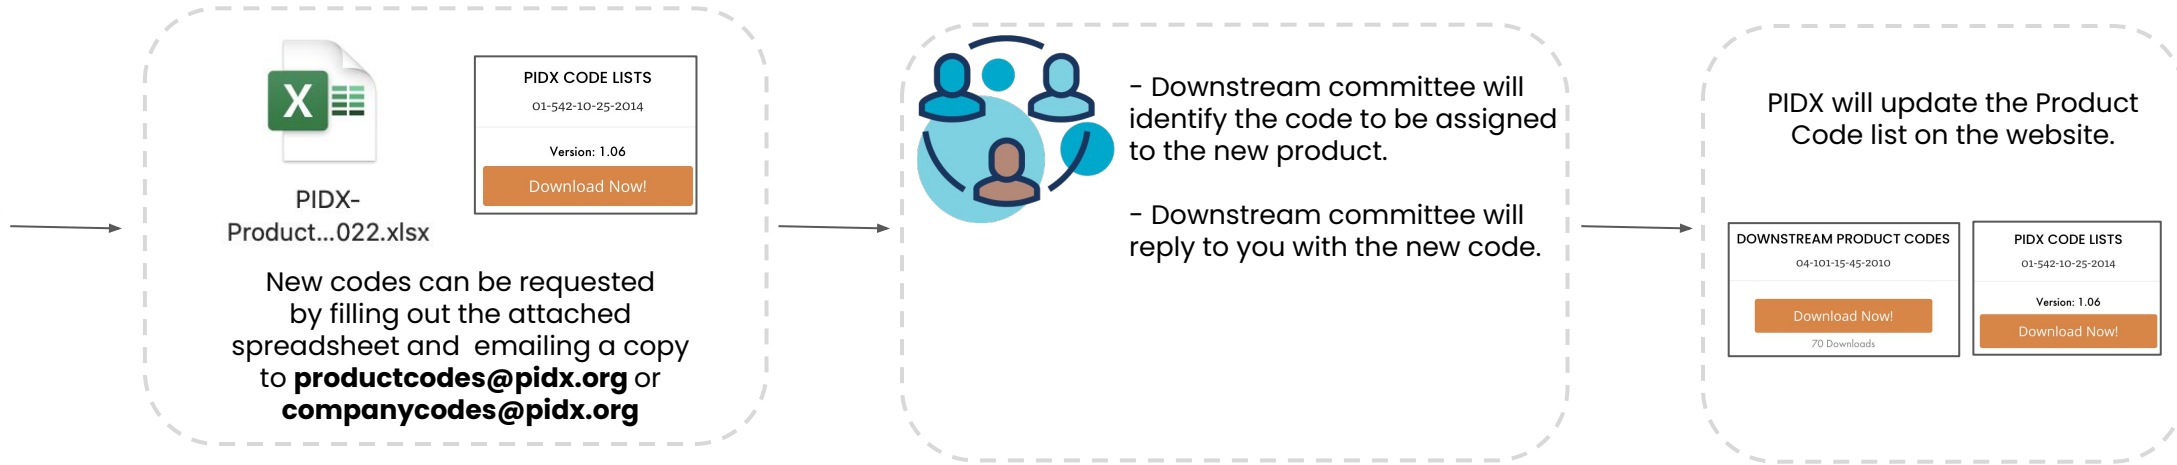 X
PIDX-
Product...022.xlsx
PIDX CODE LISTS
01-542-10-25-2014
Version: 1.06
Download Now!
New codes can be requested
by filling out the attached
spreadsheet and  emailing a copy
to productcodes@pidx.org or
companycodes@pidx.org
- Downstream committee will
identify the code to be assigned
to the new product.
- Downstream committee will
reply to you with the new code.
PIDX will update the Product
Code list on the website.
DOWNSTREAM PRODUCT CODES
04-101-15-45-2010
Download Now!
70 Downloads
PIDX CODE LISTS
01-542-10-25-2014
Version: 1.06
Download Now!